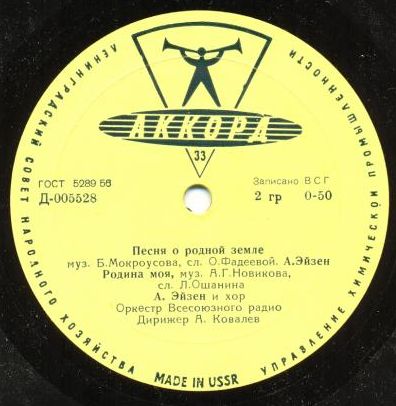 ЛЕНИНГРАДСКИЙ СОВЕТ НАРОДНОГО ХОЗЯЙСТВА
УПРАВЛЕНИЕ ХИМИЧЕСКОЙ ПРОМЫШЛЕННОСТИ
АККОРД
33
ГОСТ 5289 56
Записано ВСГ
Д-005528
2 гр 0-50
Песня о родной земле
муз. Б.Мокроусова, сл. О.Фадеевой. А.Эйзен
Родина моя, муз. А.Г.Новикова,
сл. Л.Ошанина
А. Эйзен и хор
Оркестр Всесоюзного радио
Дирижер А. Ковалев
MADE IN USSR